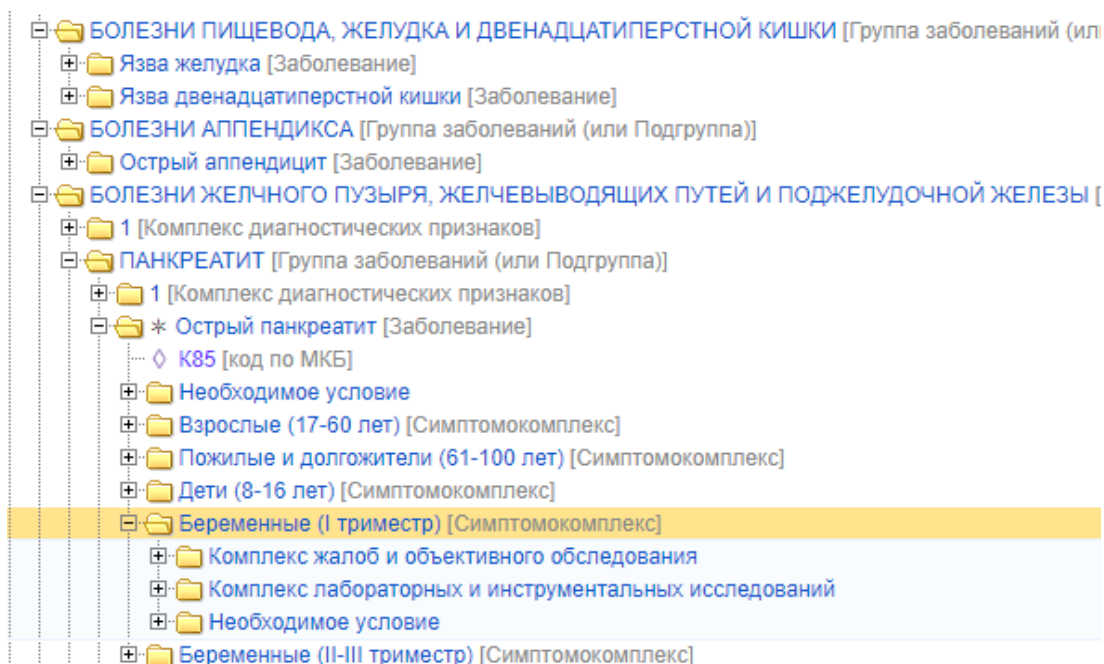 БОЛЕЗНИ ПИЩЕВОДА, ЖЕЛУДКА И ДВЕНАДЦАТИПЕРСТНОЙ КИШКИ [Группа заболеваний
Язва желудка [Заболевание]
Язва двенадцатиперстной кишки [Заболевание]
БОЛЕЗНИ АППЕНДИКСА [Группа заболеваний (или Подгруппа)]
Острый аппендицит [Заболевание]
БОЛЕЗНИ ЖЕЛЧНОГО ПУЗЫРЯ, ЖЕЛЧЕВЫВОДЯЩИХ ПУТЕЙ И ПОДЖЕЛУДОЧНОЙ ЖЕЛЕЗЫ [
1 [Комплекс диагностических признаков]
ПАНКРЕАТИТ [Группа заболеваний (или Подгруппа)]
1 [Комплекс диагностических признаков]
* Острый панкреатит [Заболевание]
K85 [код по МКБ]
Необходимое условие
Взрослые (17-60 лет) [Симптомокомплекс]
Пожилые и долгожители (61-100 лет) [Симптомокомплекс]
Дети (8-16 лет) [Симптомокомплекс]
Беременные (I триместр) [Симптомокомплекс]
Комплекс жалоб и объективного обследования
Комплекс лабораторных и инструментальных исследований
Необходимое условие
Беременные (II-III триместр) [Симптомокомплекс]